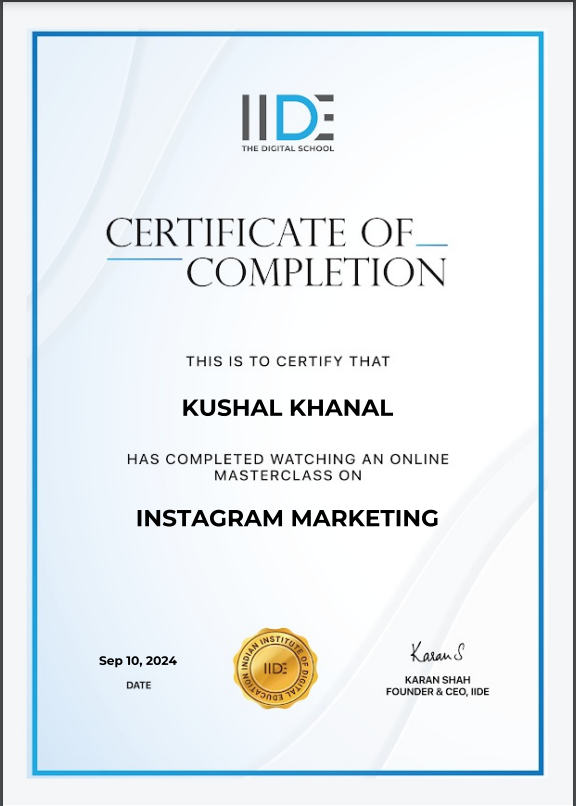 IIDE
THE DIGITAL SCHOOL
CERTIFICATE OF
COMPLETION
THIS IS TO CERTIFY THAT
KUSHAL KHANAL
HAS COMPLETED WATCHING AN ONLINE
MASTERCLASS ON
INSTAGRAM MARKETING
Sep 10, 2024
DATE
INDIAN INSTITUTE OF DIGITAL EDUCATION
IIDE
Karan S
KARAN SHAH
FOUNDER & CEO, IIDE